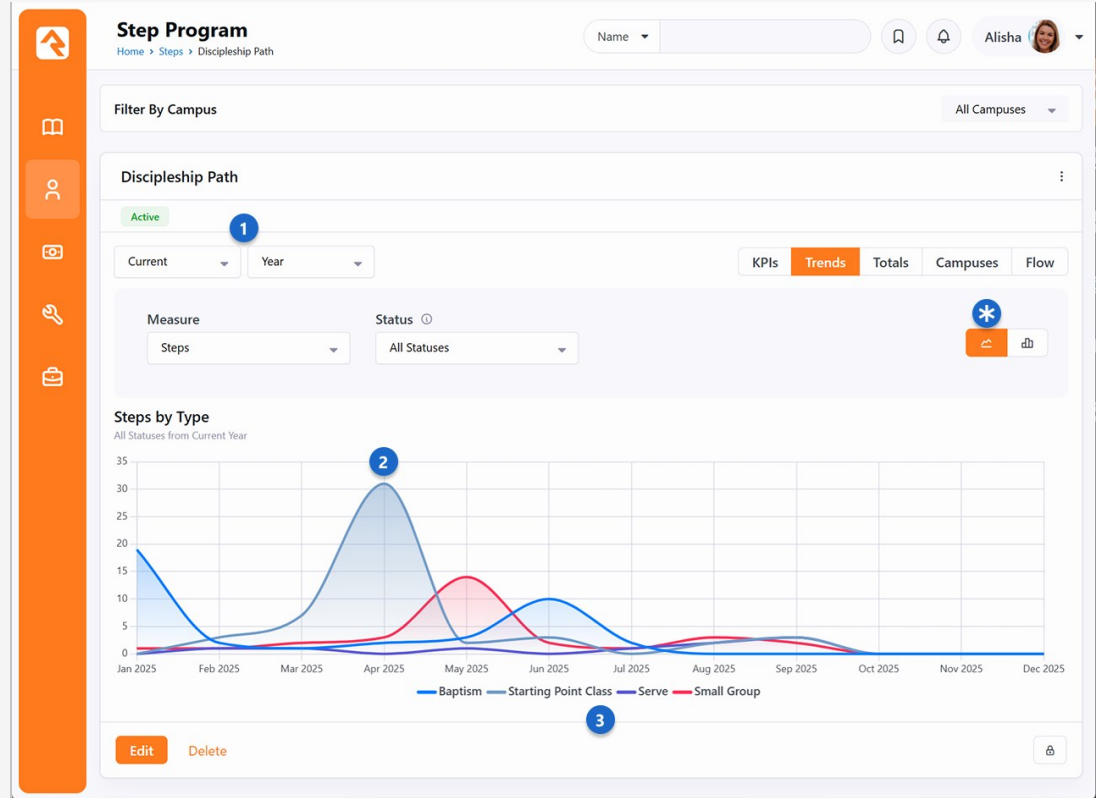 Step Program
Home > Steps > Discipleship Path
Name
Alisha
Filter By Campus
All Campuses
Discipleship Path
Active
1
Current
Year
KPIs Trends Totals Campuses Flow
Measure
Status
Steps
All Statuses
*
Steps by Type
All Statuses from Current Year
35
2
30
25
20
15
10
5
0
Jan 2025 Feb 2025 Mar 2025 Apr 2025 May 2025 Jun 2025 Jul 2025 Aug 2025 Sep 2025 Oct 2025 Nov 2025 Dec 2025
Baptism Starting Point Class Serve Small Group
3
Edit
Delete